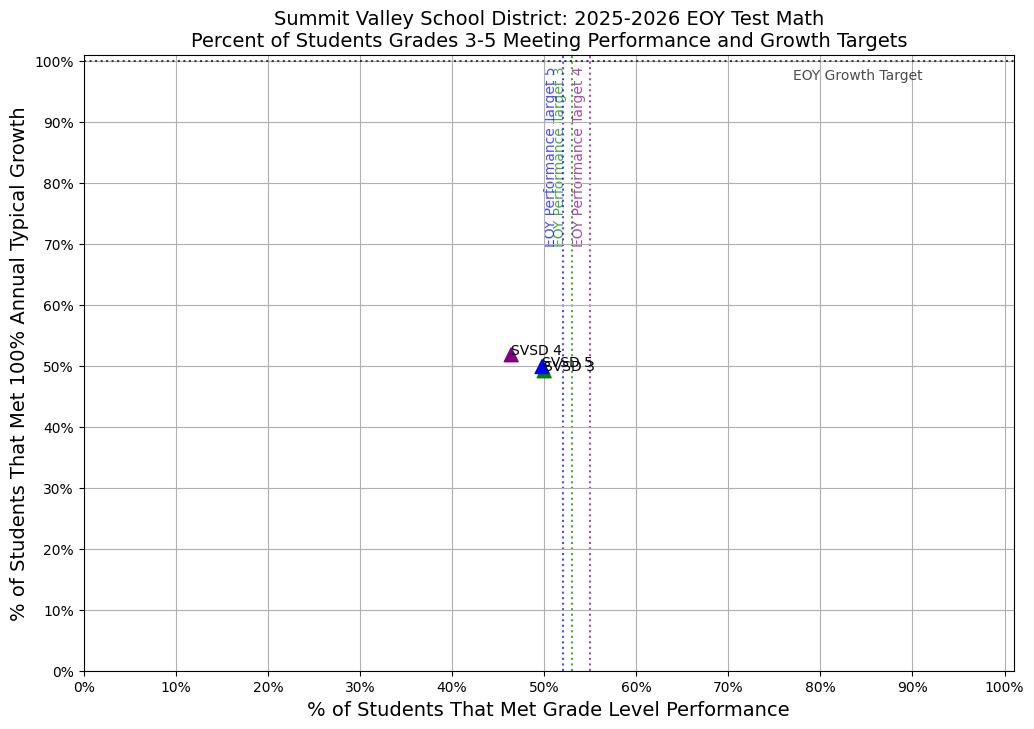 Summit Valley School District: 2025-2026 EOY Test Math
Percent of Students Grades 3-5 Meeting Performance and Growth Targets
100%
90%
80%
70%
60%
50%
40%
30%
20%
10%
0%
% of Students That Met 100% Annual Typical Growth
EOY Growth Target
EOY Performance Target 5
EOY Performance Target 3
EOY Performance Target 4
SVSD 4
SVSD 5
SVSD 3
0%
10%
20%
30%
40%
50%
60%
70%
80%
90%
100%
% of Students That Met Grade Level Performance